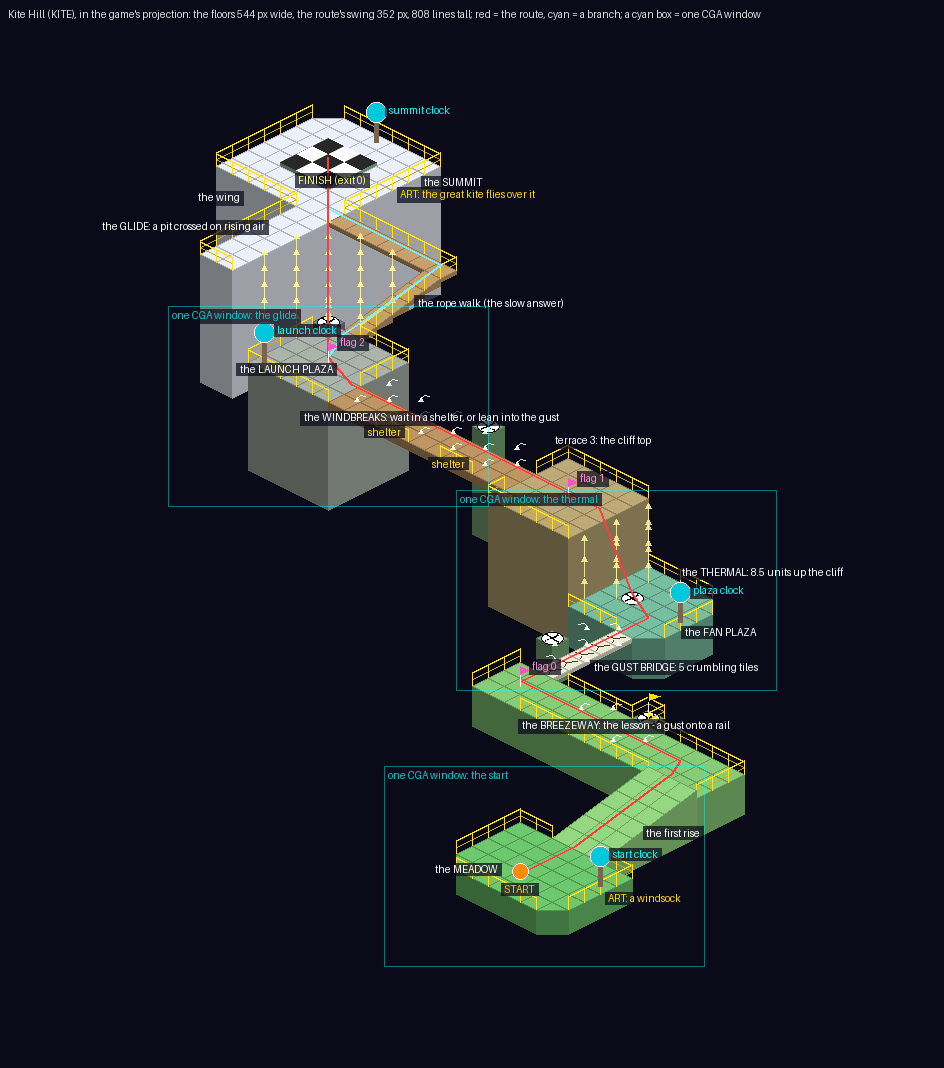 Kite Hill (KITE), in the game's projection: the floors 544 px wide, the route's swing 352 px, 808 lines tall; red = the route, cyan = a branch; a cyan box = one CGA window
summit clock
FINISH (exit 0)
the SUMMIT
ART: the great kite flies over it
the wing
the GLIDE: a pit crossed on rising air
the rope walk (the slow answer)
one CGA window: the glide
launch clock
flag 2
the LAUNCH PLAZA
the WINDBREAKS: wait in a shelter, or lean into the gust
shelter
terrace 3: the cliff top
shelter
flag 1
one CGA window: the thermal
the THERMAL: 8.5 units up the cliff
plaza clock
the FAN PLAZA
flag 0
the GUST BRIDGE: 5 crumbling tiles
the BREEZEWAY: the lesson - a gust onto a rail
one CGA window: the start
the first rise
start clock
the MEADOW
START
ART: a windsock